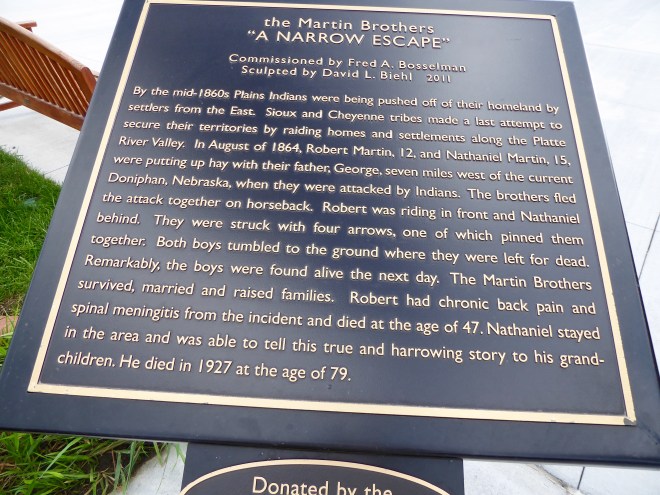 the Martin Brothers
"A NARROW ESCAPE"
Commissioned by Fred A. Bosselman
Sculpted by David L. Biehl 2011
By the mid-1860s Plains Indians were being pushed off of their homeland by
settlers from the East. Sioux and Cheyenne tribes made a last attempt to
secure their territories by raiding homes and settlements along the Platte
River Valley. In August of 1864, Robert Martin, 12, and Nathaniel Martin, 15,
were putting up hay with their father, George, seven miles west of the current
Doniphan, Nebraska, when they were attacked by Indians. The brothers fled
the attack together on horseback. Robert was riding in front and Nathaniel
behind. They were struck with four arrows, one of which pinned them
together. Both boys tumbled to the ground where they were left for dead.
Remarkably, the boys were found alive the next day. The Martin Brothers
survived, married and raised families. Robert had chronic back pain and
spinal meningitis from the incident and died at the age of 47. Nathaniel stayed
in the area and was able to tell this true and harrowing story to his grand-
children. He died in 1927 at the age of 79.
Donated by the